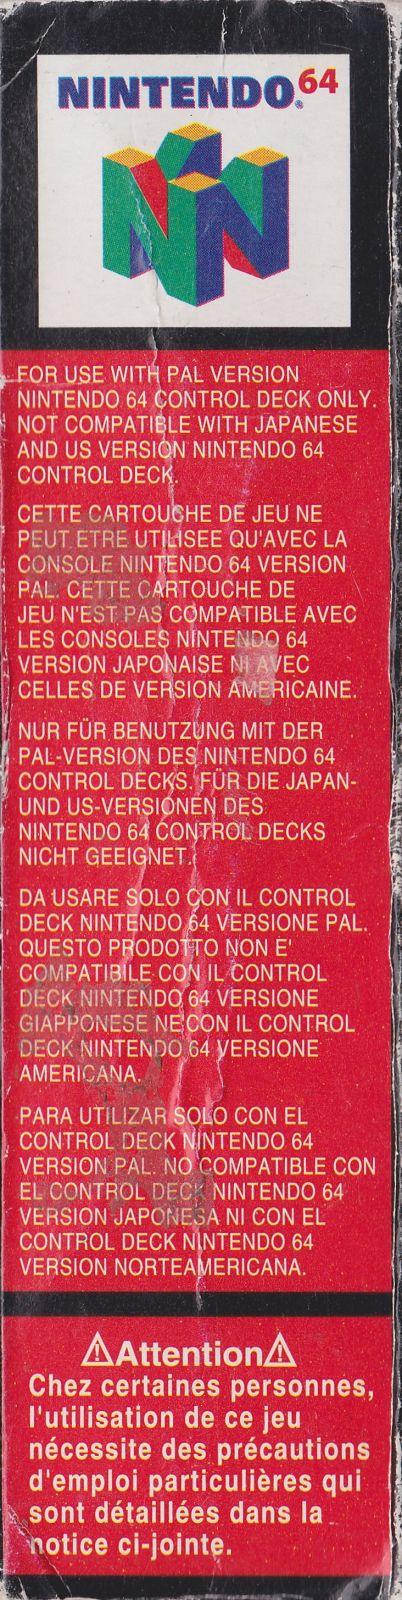 NINTENDO®64
FOR USE WITH PAL VERSION
NINTENDO 64 CONTROL DECK ONLY.
NOT COMPATIBLE WITH JAPANESE
AND US VERSION NINTENDO 64
CONTROL DECK.
CETTE CARTOUCHE DE JEU NE
PEUT ETRE UTILISEE QU'AVEC LA
CONSOLE NINTENDO 64 VERSION
PAL. CETTE CARTOUCHE DE
JEU N'EST PAS COMPATIBLE AVEC
LES CONSOLES NINTENDO 64
VERSION JAPONAISE NI AVEC
CELLES DE VERSION AMERICAINE.
NUR FÜR BENUTZUNG MIT DER
PAL-VERSION DES NINTENDO 64
CONTROL DECKS. FÜR DIE JAPAN-
UND US-VERSIONEN DES
NINTENDO 64 CONTROL DECKS
NICHT GEEIGNET.
DA USARE SOLO CON IL CONTROL
DECK NINTENDO 64 VERSIONE PAL.
QUESTO PRODOTTO NON E'
COMPATIBILE CON IL CONTROL
DECK NINTENDO 64 VERSIONE
GIAPPONESE NE CON IL CONTROL
DECK NINTENDO 64 VERSIONE
AMERICANA.
PARA UTILIZAR SOLO CON EL
CONTROL DECK NINTENDO 64
VERSION PAL. NO COMPATIBLE CON
EL CONTROL DECK NINTENDO 64
VERSION JAPONESA NI CON EL
CONTROL DECK NINTENDO 64
VERSION NORTEAMERICANA.
⚠Attention⚠
Chez certaines personnes,
l'utilisation de ce jeu
nécessite des précautions
d'emploi particulières qui
sont détaillées dans la
notice ci-jointe.